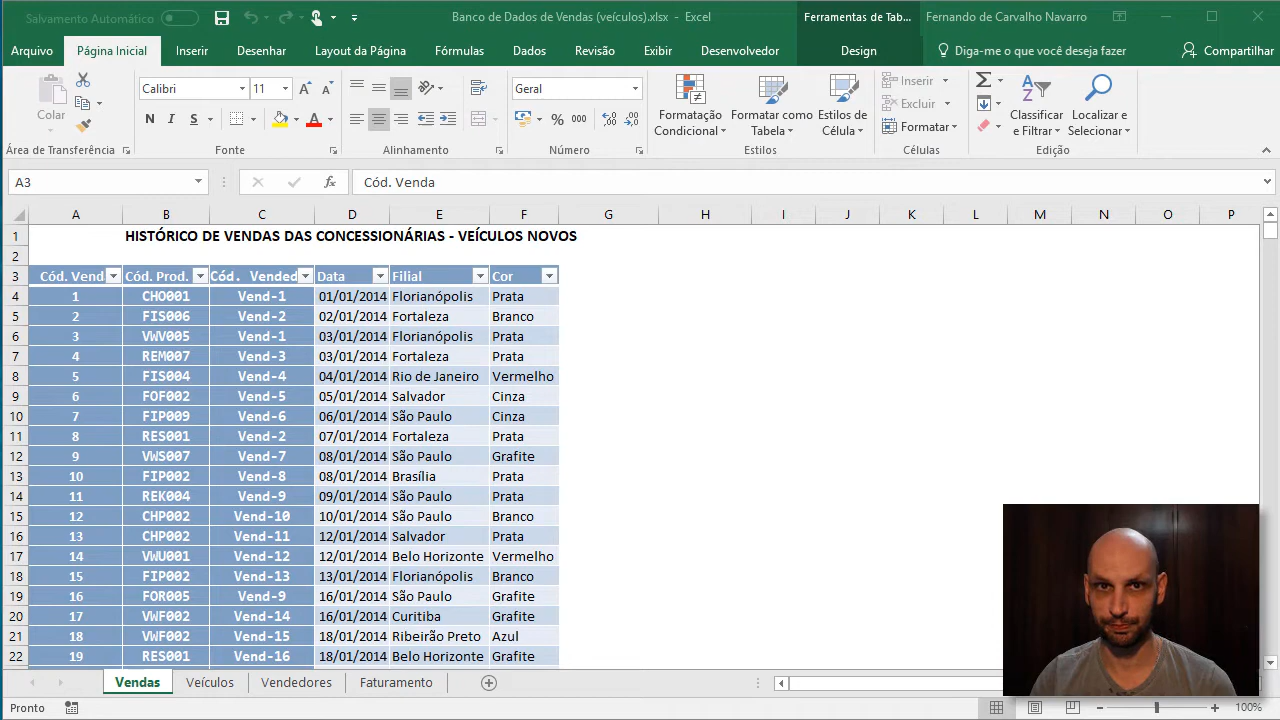 Salvamento Automático
Banco de Dados de Vendas (veículos).xlsx - Excel
Ferramentas de Tab...
Fernando de Carvalho Navarro
Arquivo Página Inicial Inserir Desenhar Layout da Página Fórmulas Dados Revisão Exibir Desenvolvedor Design Diga-me o que você deseja fazer Compartilhar
Colar
Área de Transferência
Calibri 11
N I S
Fonte
Alinhamento
Geral
% 000
Número
Formatação Condicional
Formatar como Tabela
Estilos de Célula
Estilos
Inserir
Excluir
Formatar
Células
Classificar e Filtrar
Localizar e Selecionar
Edição
A3 fx Cód. Venda
A B C D E F G H I J K L M N O P
1 HISTÓRICO DE VENDAS DAS CONCESSIONÁRIAS - VEÍCULOS NOVOS
2
3 Cód. Vend Cód. Prod. Cód. Vended Data Filial Cor
4 1 CHO001 Vend-1 01/01/2014 Florianópolis Prata
5 2 FIS006 Vend-2 02/01/2014 Fortaleza Branco
6 3 VWV005 Vend-1 03/01/2014 Florianópolis Prata
7 4 REM007 Vend-3 03/01/2014 Fortaleza Prata
8 5 FIS004 Vend-4 04/01/2014 Rio de Janeiro Vermelho
9 6 FOF002 Vend-5 05/01/2014 Salvador Cinza
10 7 FIP009 Vend-6 06/01/2014 São Paulo Cinza
11 8 RES001 Vend-2 07/01/2014 Fortaleza Prata
12 9 VWS007 Vend-7 08/01/2014 São Paulo Grafite
13 10 FIP002 Vend-8 08/01/2014 Brasília Prata
14 11 REK004 Vend-9 09/01/2014 São Paulo Prata
15 12 CHP002 Vend-10 10/01/2014 São Paulo Branco
16 13 CHP002 Vend-11 12/01/2014 Salvador Prata
17 14 VWU001 Vend-12 12/01/2014 Belo Horizonte Vermelho
18 15 FIP002 Vend-13 13/01/2014 Florianópolis Branco
19 16 FOR005 Vend-9 16/01/2014 São Paulo Grafite
20 17 VWF002 Vend-14 16/01/2014 Curitiba Grafite
21 18 VWF002 Vend-15 18/01/2014 Ribeirão Preto Azul
22 19 RES001 Vend-16 18/01/2014 Belo Horizonte Grafite
Vendas Veículos Vendedores Faturamento
Pronto
100%